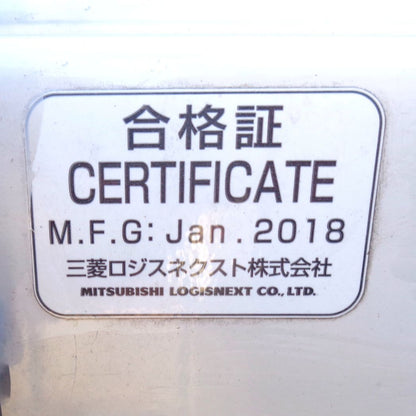 合格証
CERTIFICATE
M.F.G: Jan. 2018
三菱ロジスネクスト株式会社
MITSUBISHI LOGISNEXT CO., LTD.